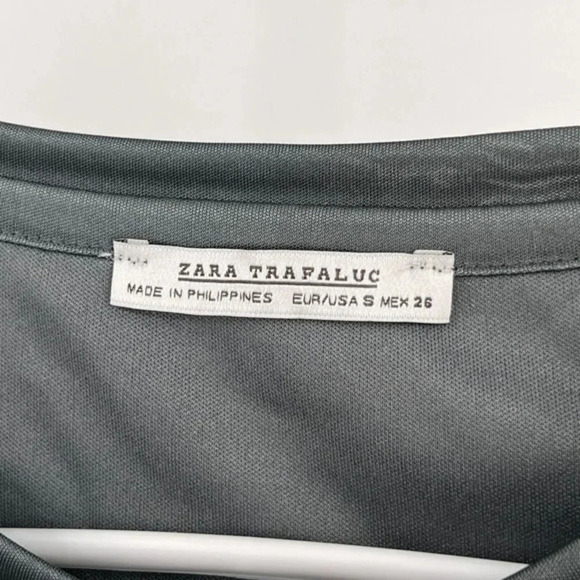 ZARA TRAFALUC
MADE IN PHILIPPINES EUR/USA S MEX 26